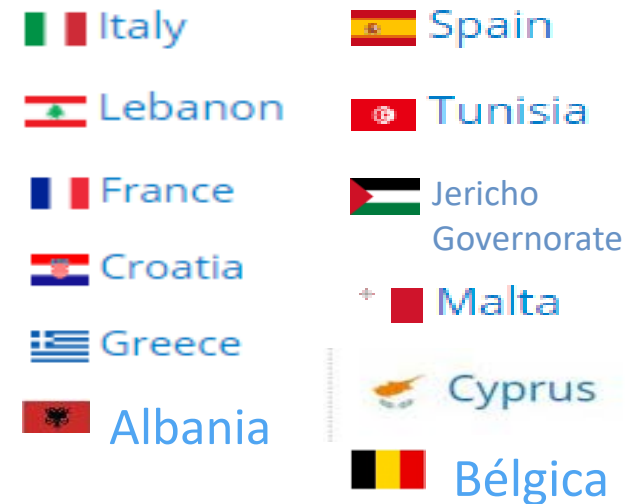 Italy
Lebanon
France
Croatia
Greece
Albania
Spain
Tunisia
Jericho
Governorate
Malta
Cyprus
Bélgica